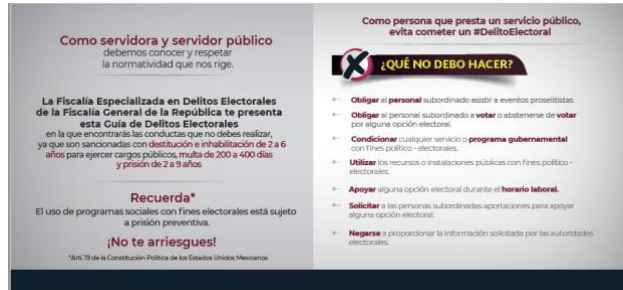 Como servidora y servidor público
debemos conocer y respetar
la normatividad que nos rige.
La Fiscalía Especializada en Delitos Electorales
de la Fiscalía General de la República te presenta
esta Guía de Delitos Electorales
en la que encontrarás las conductas que no debes realizar,
ya que son sancionadas con destitución e inhabilitación de 2 a 6
años para ejercer cargos públicos, multa de 200 a 400 días
y prisión de 2 a 9 años
Recuerda*
El uso de programas sociales con fines electorales está sujeto
a prisión preventiva.
¡No te arriesgues!
*Arti. 19 de la Constitución Política de los Estados Unidos Mexicanos
Como persona que presta un servicio público,
evita cometer un #DelitoElectoral
¿QUÉ NO DEBO HACER?
Obligar al personal subordinado asistir a eventos proselitistas.
Obligar al personal subordinado a votar o abstenerse de votar
por alguna opción electoral.
Condicionar cualquier servicio o programa gubernamental
con fines político - electorales.
Utilizar los recursos o instalaciones públicas con fines político -
electorales.
Apoyar alguna opción electoral durante el horario laboral.
Solicitar a las personas subordinadas aportaciones para apoyar
alguna opción electoral.
Negarse a proporcionar la información solicitada por las autoridades
electorales.